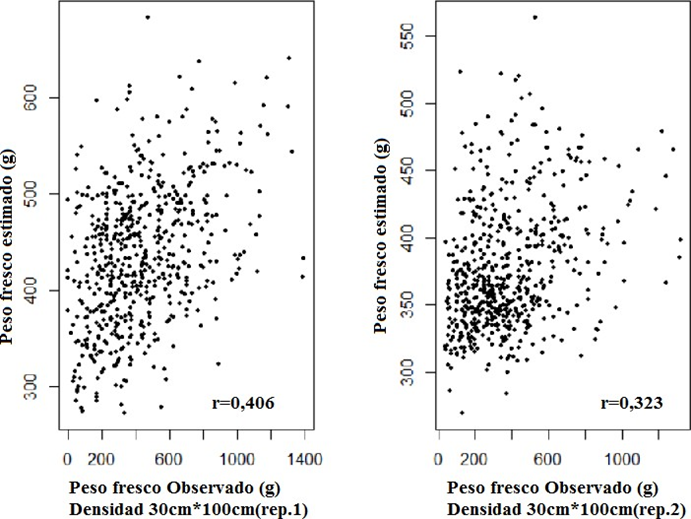 Peso fresco estimado (g)
600
500
400
300
r=0,406
0 200 600 1000 1400
Peso fresco Observado (g)
Densidad 30cm*100cm(rep.1)
Peso fresco estimado (g)
550
500
450
400
350
300
r=0,323
0 200 600 1000
Peso fresco Observado (g)
Densidad 30cm*100cm(rep.2)